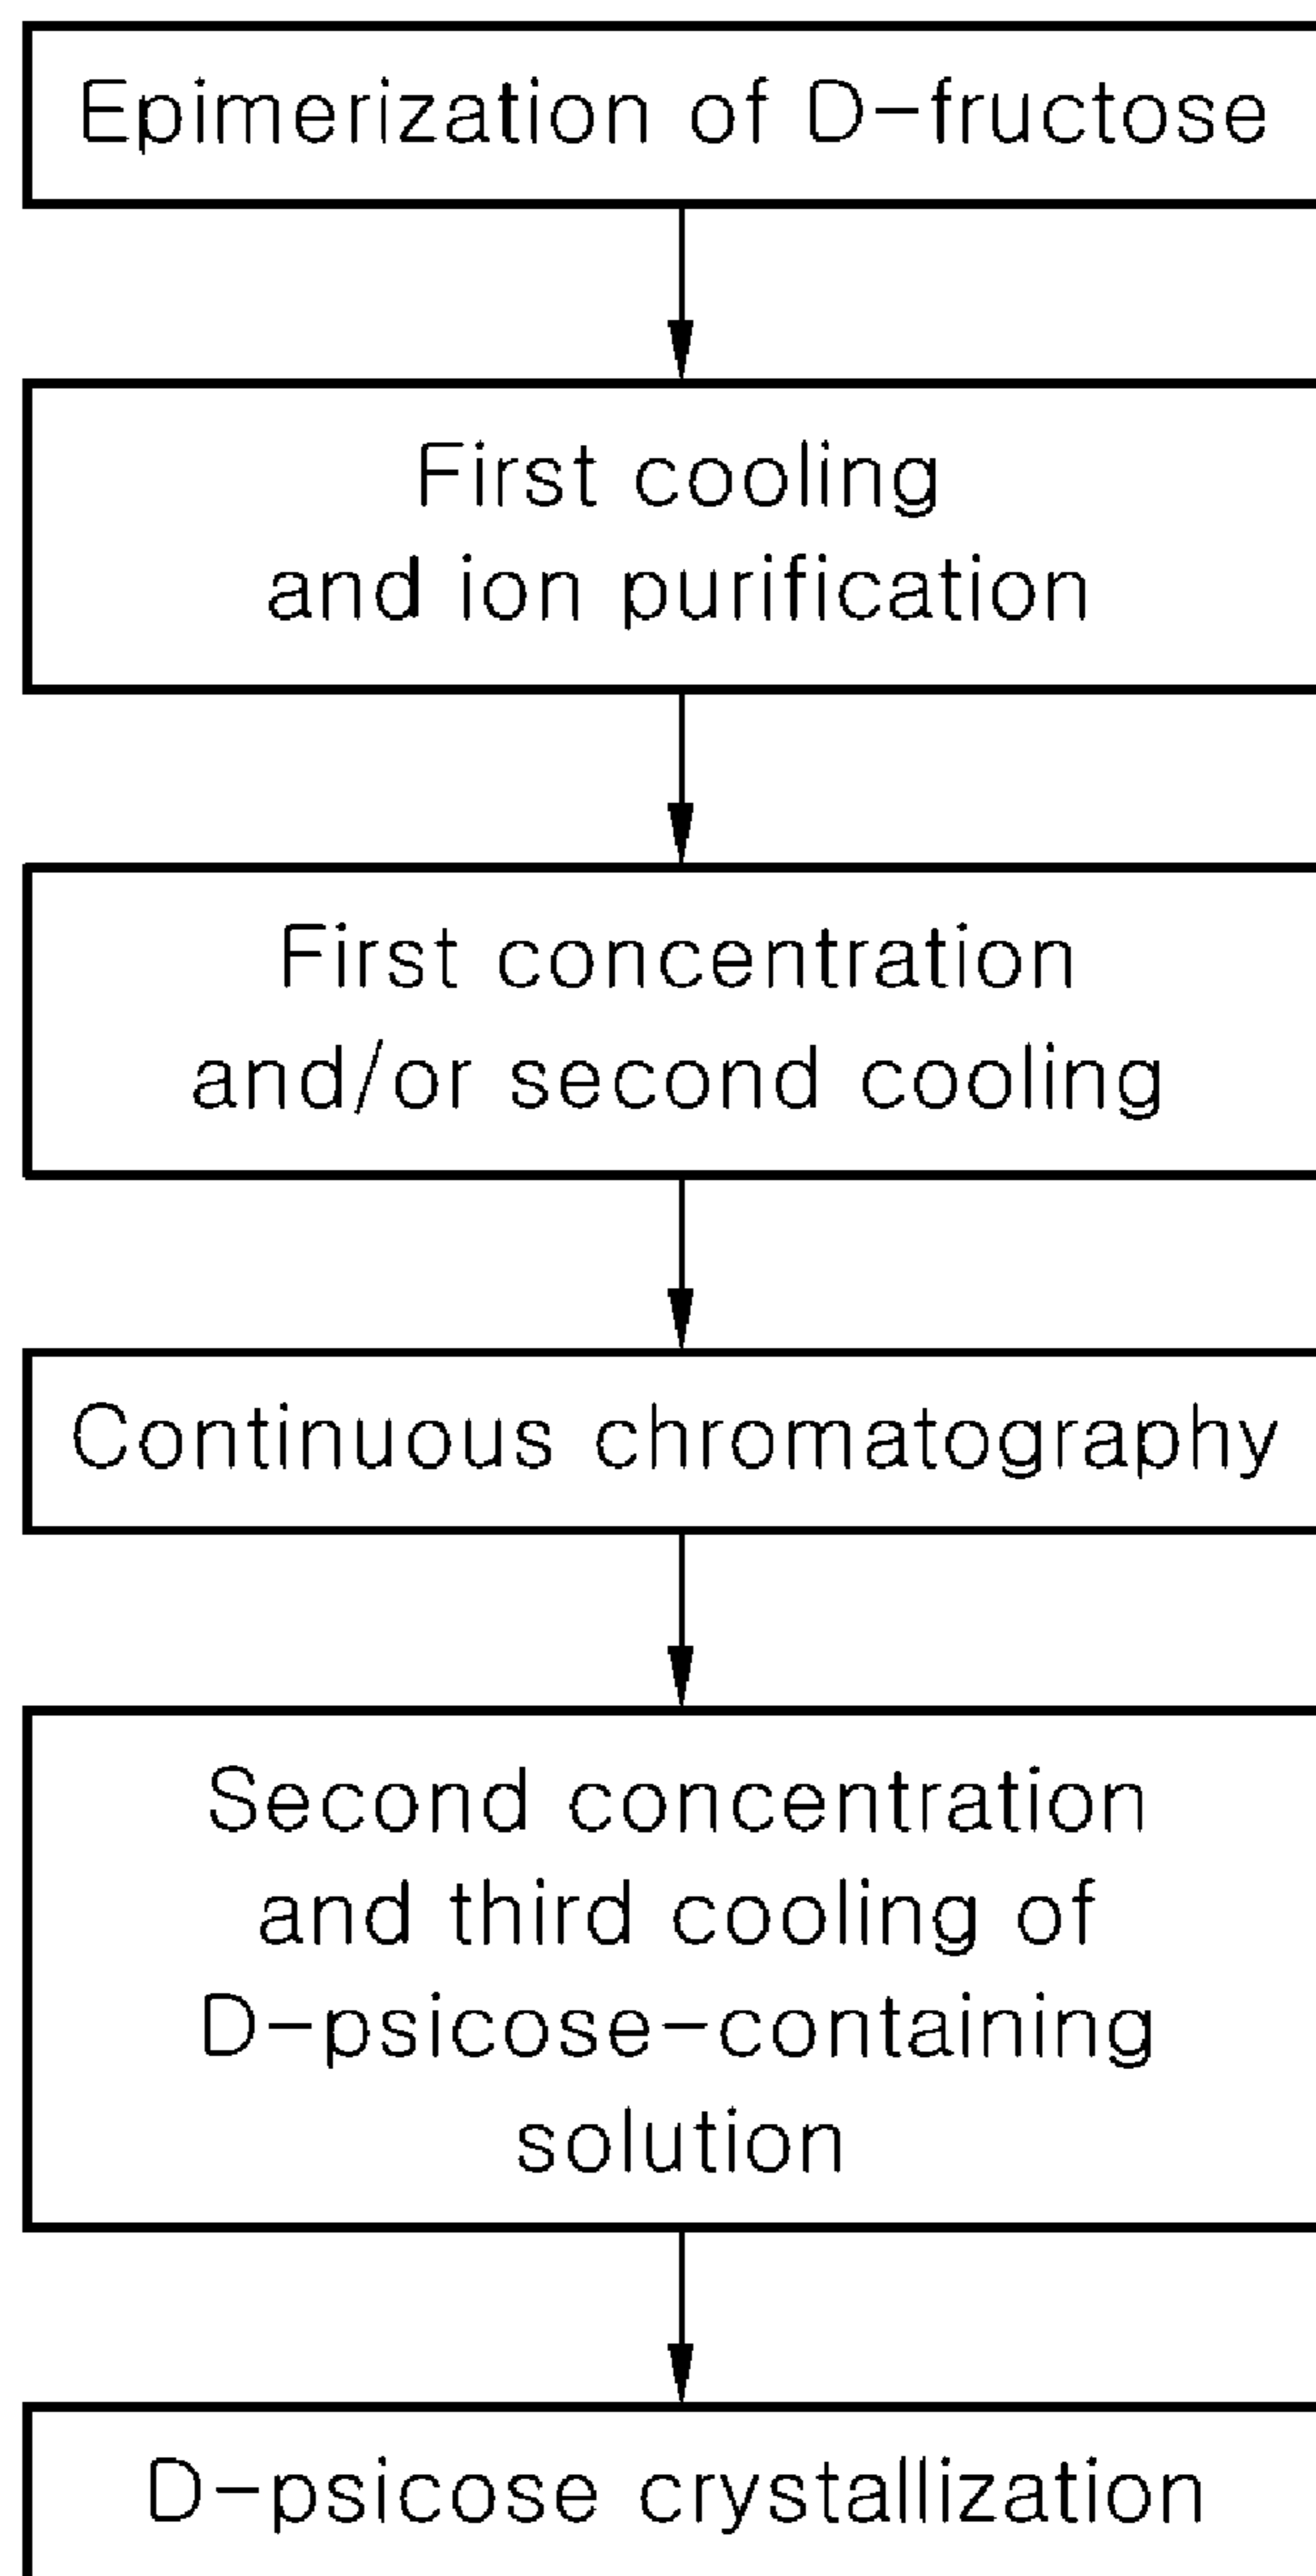 Epimerization of D-fructose
First cooling
and ion purification
First concentration
and/or second cooling
Continuous chromatography
Second concentration
and third cooling of
D-psicose-containing
solution
D-psicose crystallization